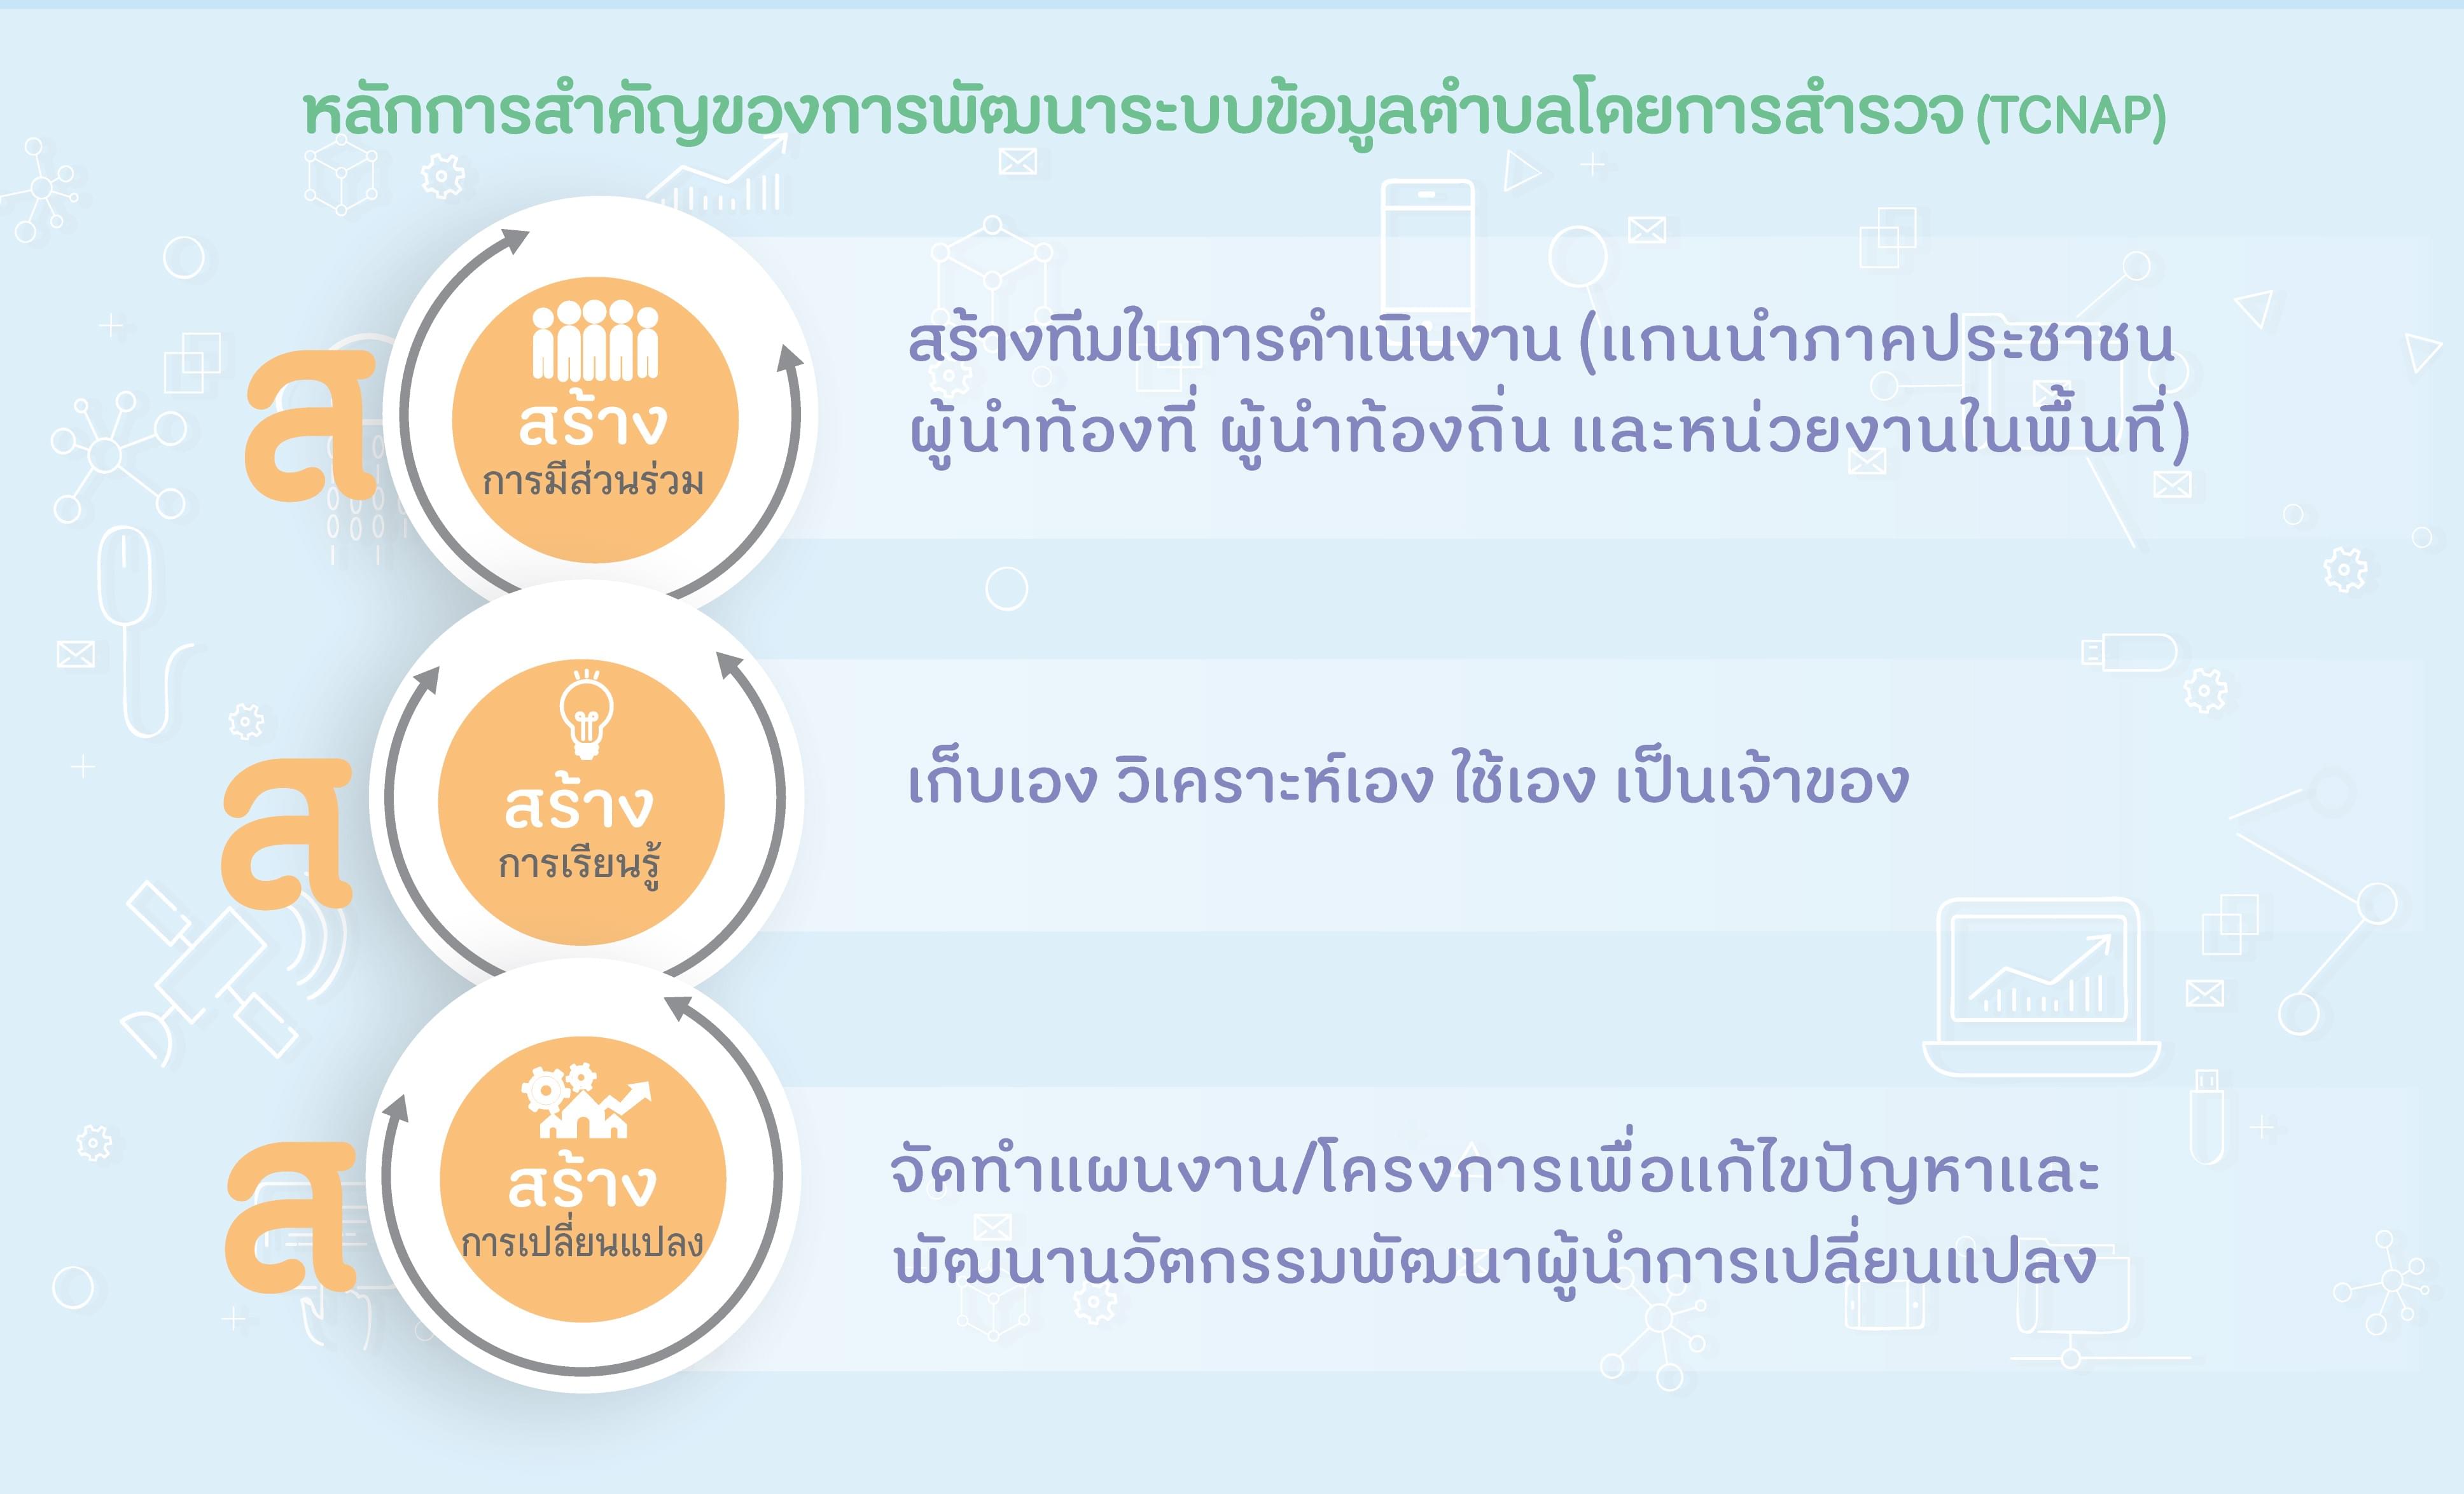 หลักการสำคัญของการพัฒนาระบบข้อมูลตำบลโดยการสำรวจ (TCNAP)
ส
สร้าง
การมีส่วนร่วม
สร้างทีมในการดำเนินงาน (แกนนำภาคประชาชน
ผู้นำท้องที่ ผู้นำท้องถิ่น และหน่วยงานในพื้นที่)
ส
สร้าง
การเรียนรู้
เก็บเอง วิเคราะห์เอง ใช้เอง เป็นเจ้าของ
ส
สร้าง
การเปลี่ยนแปลง
จัดทำแผนงาน/โครงการเพื่อแก้ไขปัญหาและ
พัฒนานวัตกรรมพัฒนาผู้นำการเปลี่ยนแปลง